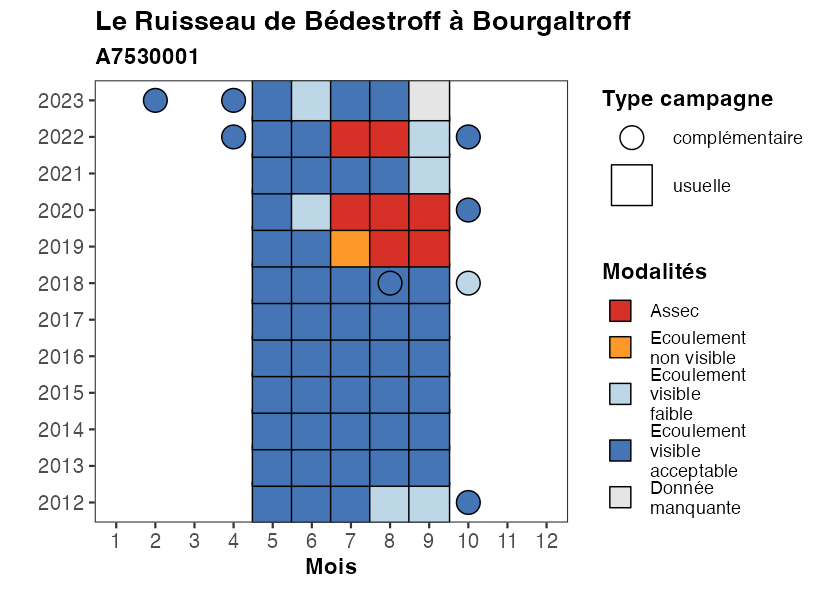 Le Ruisseau de Bédestroff à Bourgaltroff
A7530001
2023
2022
2021
2020
2019
2018
2017
2016
2015
2014
2013
2012
1 2 3 4 5 6 7 8 9 10 11 12
Mois
Type campagne
complémentaire
usuelle
Modalités
Assec
Ecoulement
non visible
Ecoulement
visible
faible
Ecoulement
visible
acceptable
Donnée
manquante